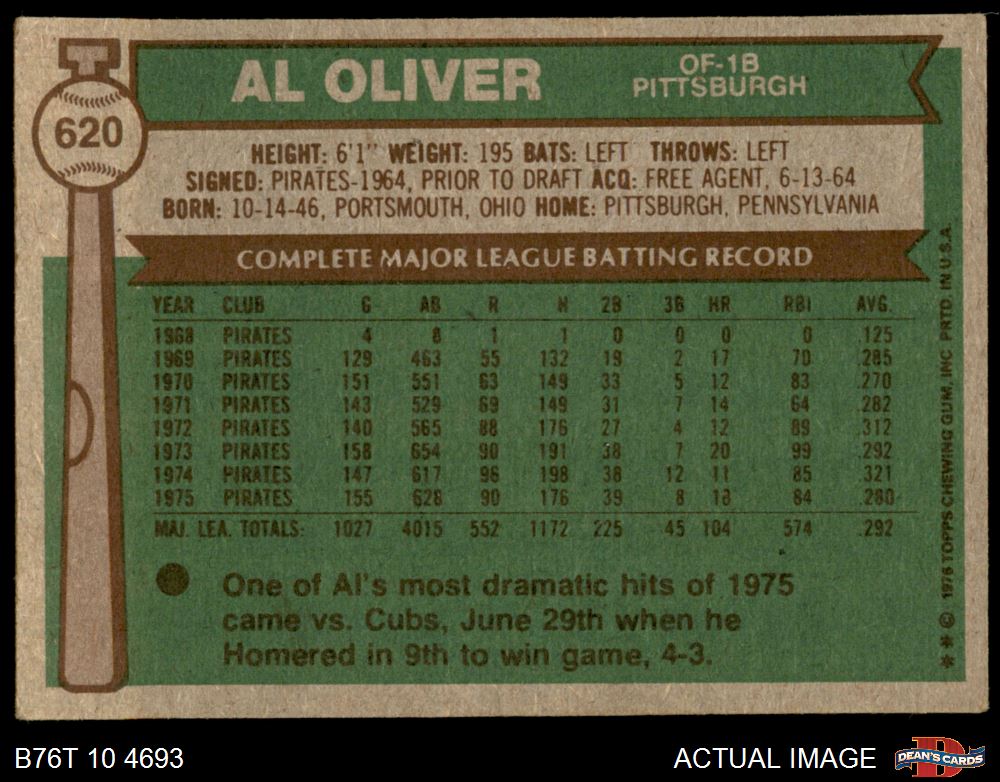 AL OLIVER
OF-1B
PITTSBURGH
620
HEIGHT: 6'1" WEIGHT: 195 BATS: LEFT THROWS: LEFT
SIGNED: PIRATES-1964, PRIOR TO DRAFT ACQ: FREE AGENT, 6-13-64
BORN: 10-14-46, PORTSMOUTH, OHIO HOME: PITTSBURGH, PENNSYLVANIA
COMPLETE MAJOR LEAGUE BATTING RECORD
YEAR CLUB G AB R H 2B 3B HR RBI AVG.
1968 PIRATES 4 8 1 1 0 0 0 0 .125
1969 PIRATES 129 463 55 132 19 2 17 70 .285
1970 PIRATES 151 551 63 149 33 5 12 83 .270
1971 PIRATES 143 529 69 149 31 7 14 64 .282
1972 PIRATES 140 565 88 176 27 4 12 89 .312
1973 PIRATES 158 654 90 191 38 7 20 99 .292
1974 PIRATES 147 617 96 198 38 12 11 85 .321
1975 PIRATES 155 628 90 176 39 8 18 84 .280
MAJ. LEA. TOTALS: 1027 4015 552 1172 225 45 104 574 .292
One of Al's most dramatic hits of 1975
came vs. Cubs, June 29th when he
Homered in 9th to win game, 4-3.
** © 1976 TOPPS CHEWING GUM, INC. PRTD. IN U.S.A.
B76T 10 4693
ACTUAL IMAGE
D
DEAN'S CARDS